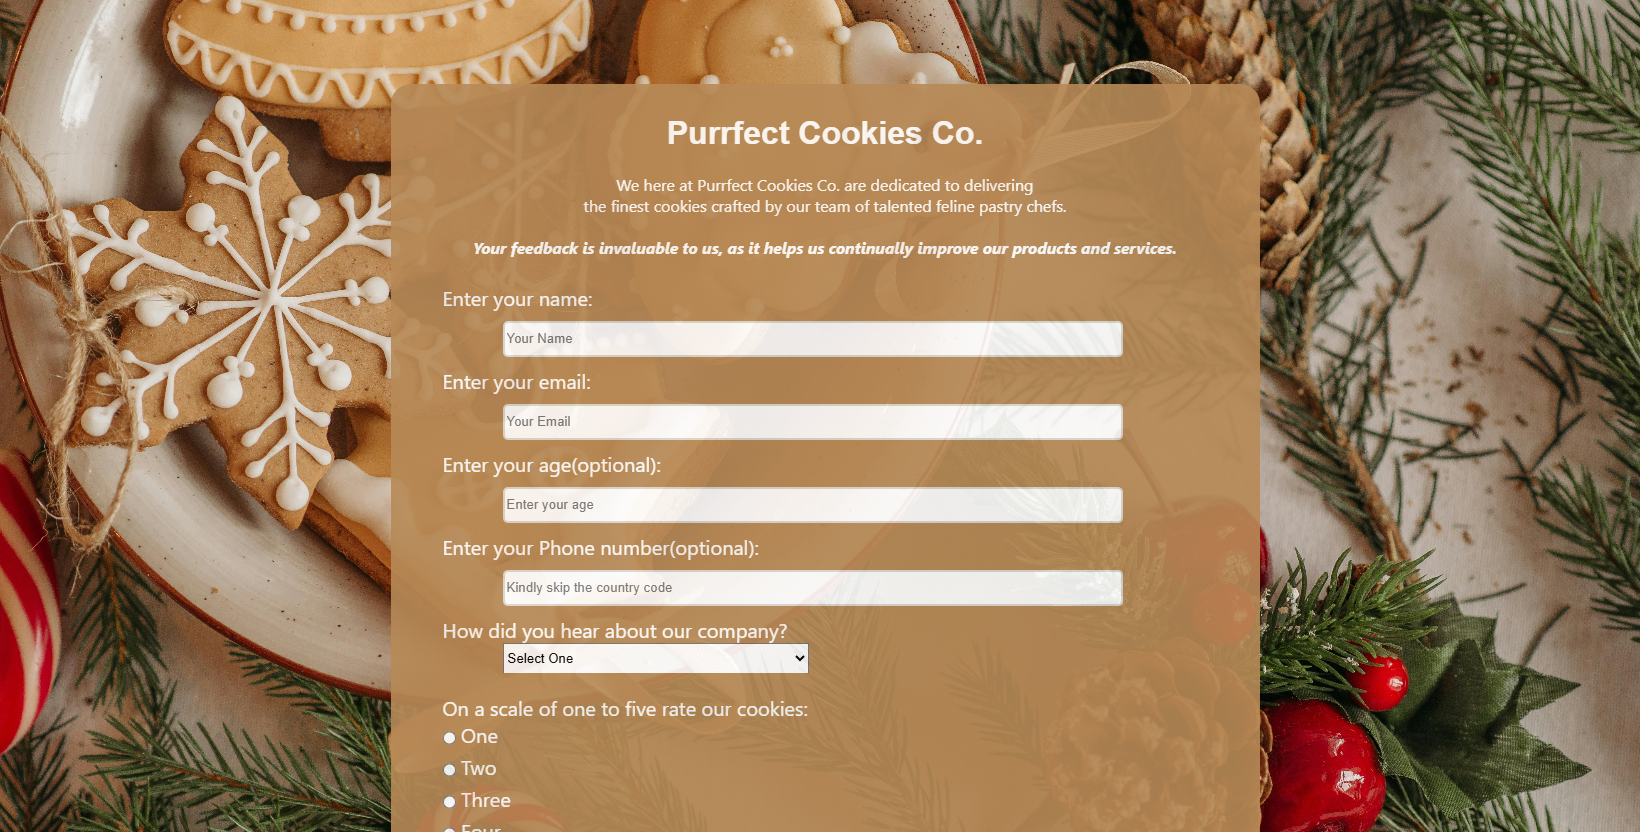 Purrfect Cookies Co.
We here at Purrfect Cookies Co. are dedicated to delivering
the finest cookies crafted by our team of talented feline pastry chefs.
Your feedback is invaluable to us, as it helps us continually improve our products and services.
Enter your name:
Your Name
Enter your email:
Your Email
Enter your age(optional):
Enter your age
Enter your Phone number(optional):
Kindly skip the country code
How did you hear about our company?
Select One
On a scale of one to five rate our cookies:
One
Two
Three
Four